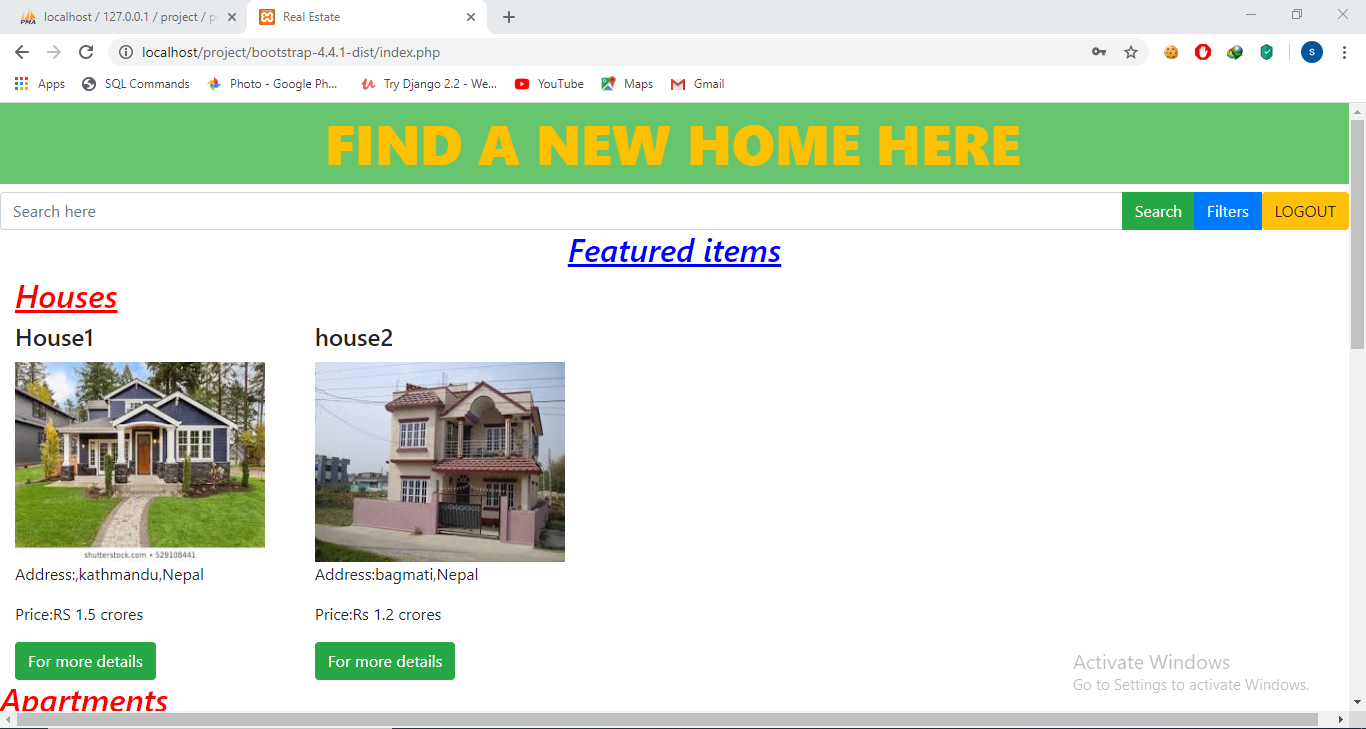 localhost / 127.0.0.1 / project / p
Real Estate
localhost/project/bootstrap-4.4.1-dist/index.php
Apps SQL Commands Photo - Google Ph... Try Django 2.2 - We... YouTube Maps Gmail
FIND A NEW HOME HERE
Search here Search Filters LOGOUT
Featured items
Houses
House1 house2
shutterstock.com • 529108441
Address:,kathmandu,Nepal Address:bagmati,Nepal
Price:RS 1.5 crores Price:Rs 1.2 crores
For more details For more details
Activate Windows
Go to Settings to activate Windows.
Apartments